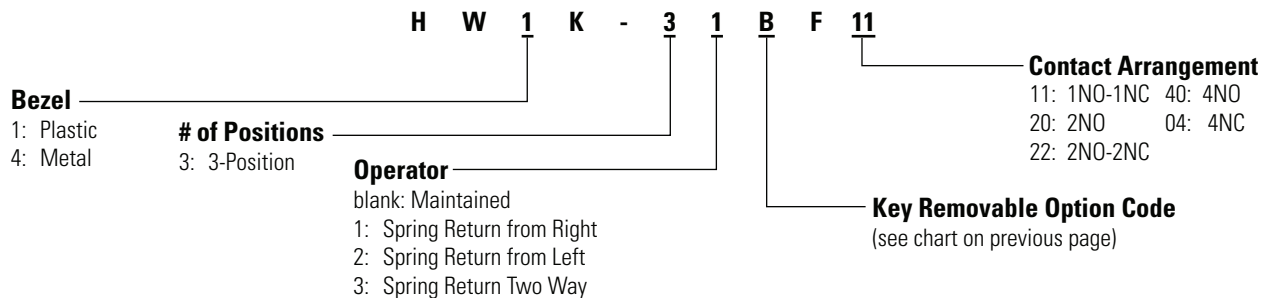 H W 1 K - 3 1 B F 11
Bezel
1: Plastic
4: Metal
# of Positions
3: 3-Position
Operator
blank: Maintained
1: Spring Return from Right
2: Spring Return from Left
3: Spring Return Two Way
Contact Arrangement
11: 1NO-1NC 40: 4NO
20: 2NO 04: 4NC
22: 2NO-2NC
Key Removable Option Code
(see chart on previous page)